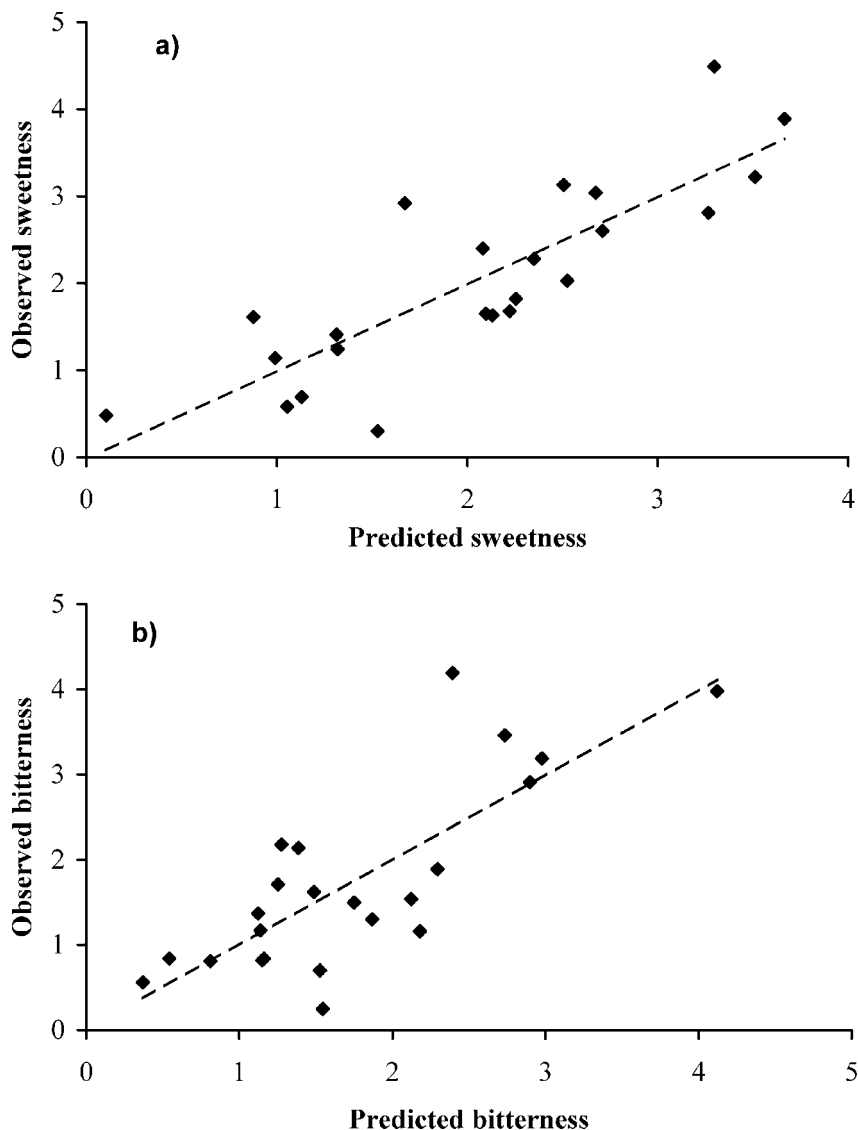 a)
Observed sweetness
5
4
3
2
1
0
0 1 2 3 4
Predicted sweetness
b)
Observed bitterness
5
4
3
2
1
0
0 1 2 3 4 5
Predicted bitterness